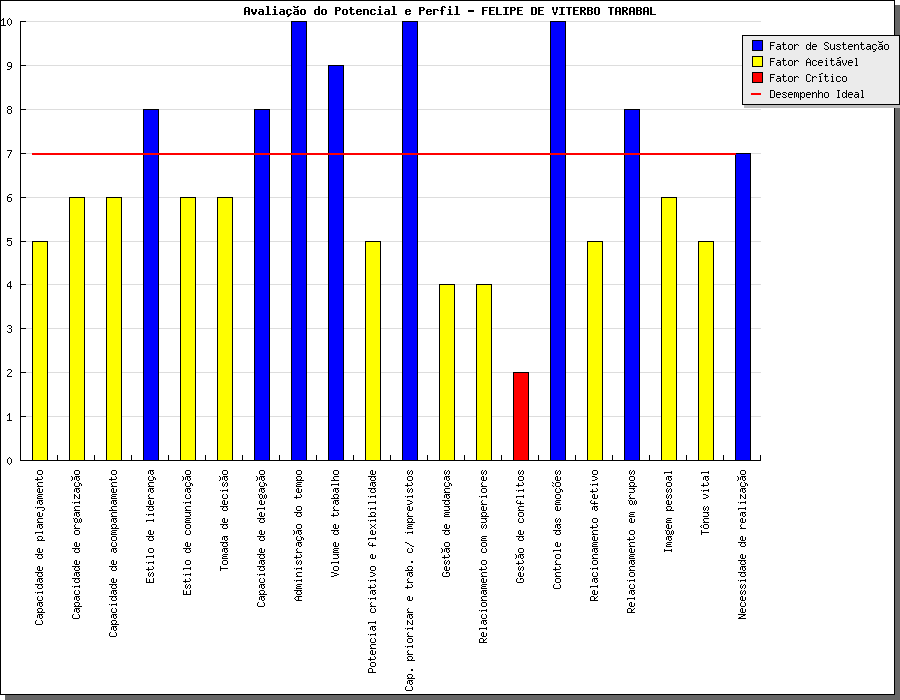 Avaliação do Potencial e Perfil - FELIPE DE VITERBO TARABAL
Fator de Sustentação
Fator Aceitável
Fator Crítico
Desempenho Ideal
10
9
8
7
6
5
4
3
2
1
0
Capacidade de planejamento
Capacidade de organização
Capacidade de acompanhamento
Estilo de liderança
Estilo de comunicação
Tomada de decisão
Capacidade de delegação
Administração do tempo
Volume de trabalho
Potencial criativo e flexibilidade
Cap. priorizar e trab. c/ imprevistos
Gestão de mudanças
Relacionamento com superiores
Gestão de conflitos
Controle das emoções
Relacionamento afetivo
Relacionamento em grupos
Imagem pessoal
Tônus vital
Necessidade de realização